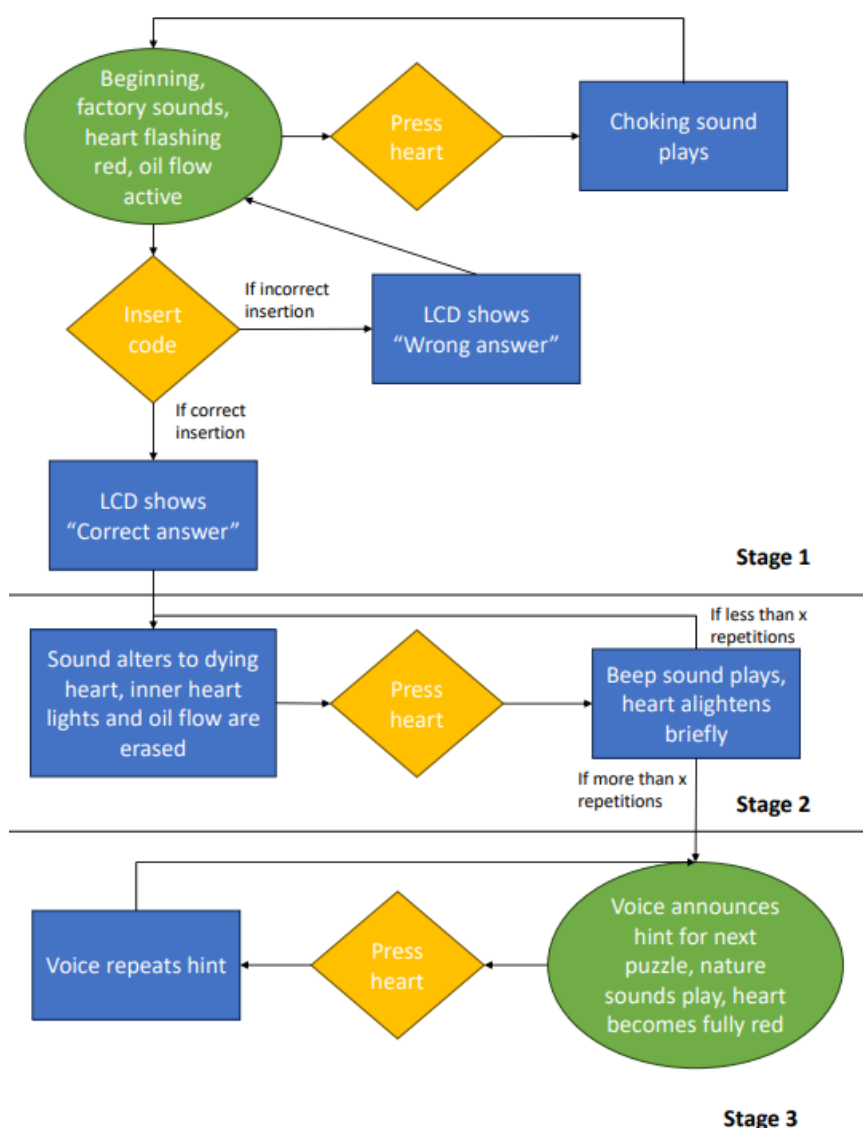 Beginning,
factory sounds,
heart flashing
red, oil flow
active
Press
heart
Choking sound
plays
Insert
code
If incorrect
insertion
LCD shows
“Wrong answer”
If correct
insertion
LCD shows
“Correct answer”
Stage 1
Sound alters to dying
heart, inner heart
lights and oil flow are
erased
Press
heart
If less than x
repetitions
Beep sound plays,
heart alightens
briefly
If more than x
repetitions
Stage 2
Voice repeats hint
Press
heart
Voice announces
hint for next
puzzle, nature
sounds play, heart
becomes fully red
Stage 3